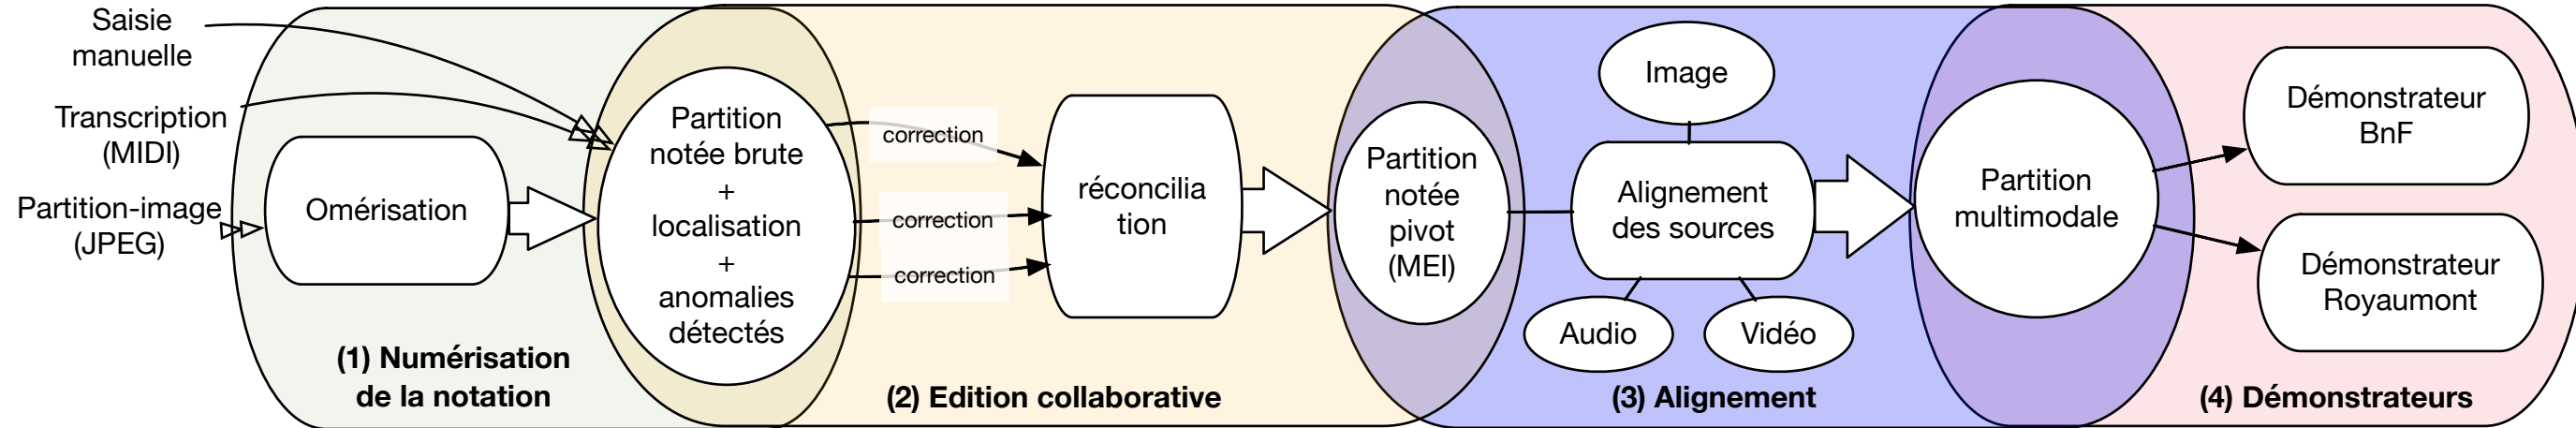 Saisie
manuelle
Transcription
(MIDI)
Partition-image
(JPEG)
Omérisation
(1) Numérisation
de la notation
Partition
notée brute
+
localisation
+
anomalies
détectés
correction
correction
correction
réconcilia
tion
(2) Edition collaborative
Partition
notée
pivot
(MEI)
Image
Alignement
des sources
Audio
Vidéo
(3) Alignement
Partition
multimodale
Démonstrateur
BnF
Démonstrateur
Royaumont
(4) Démonstrateurs